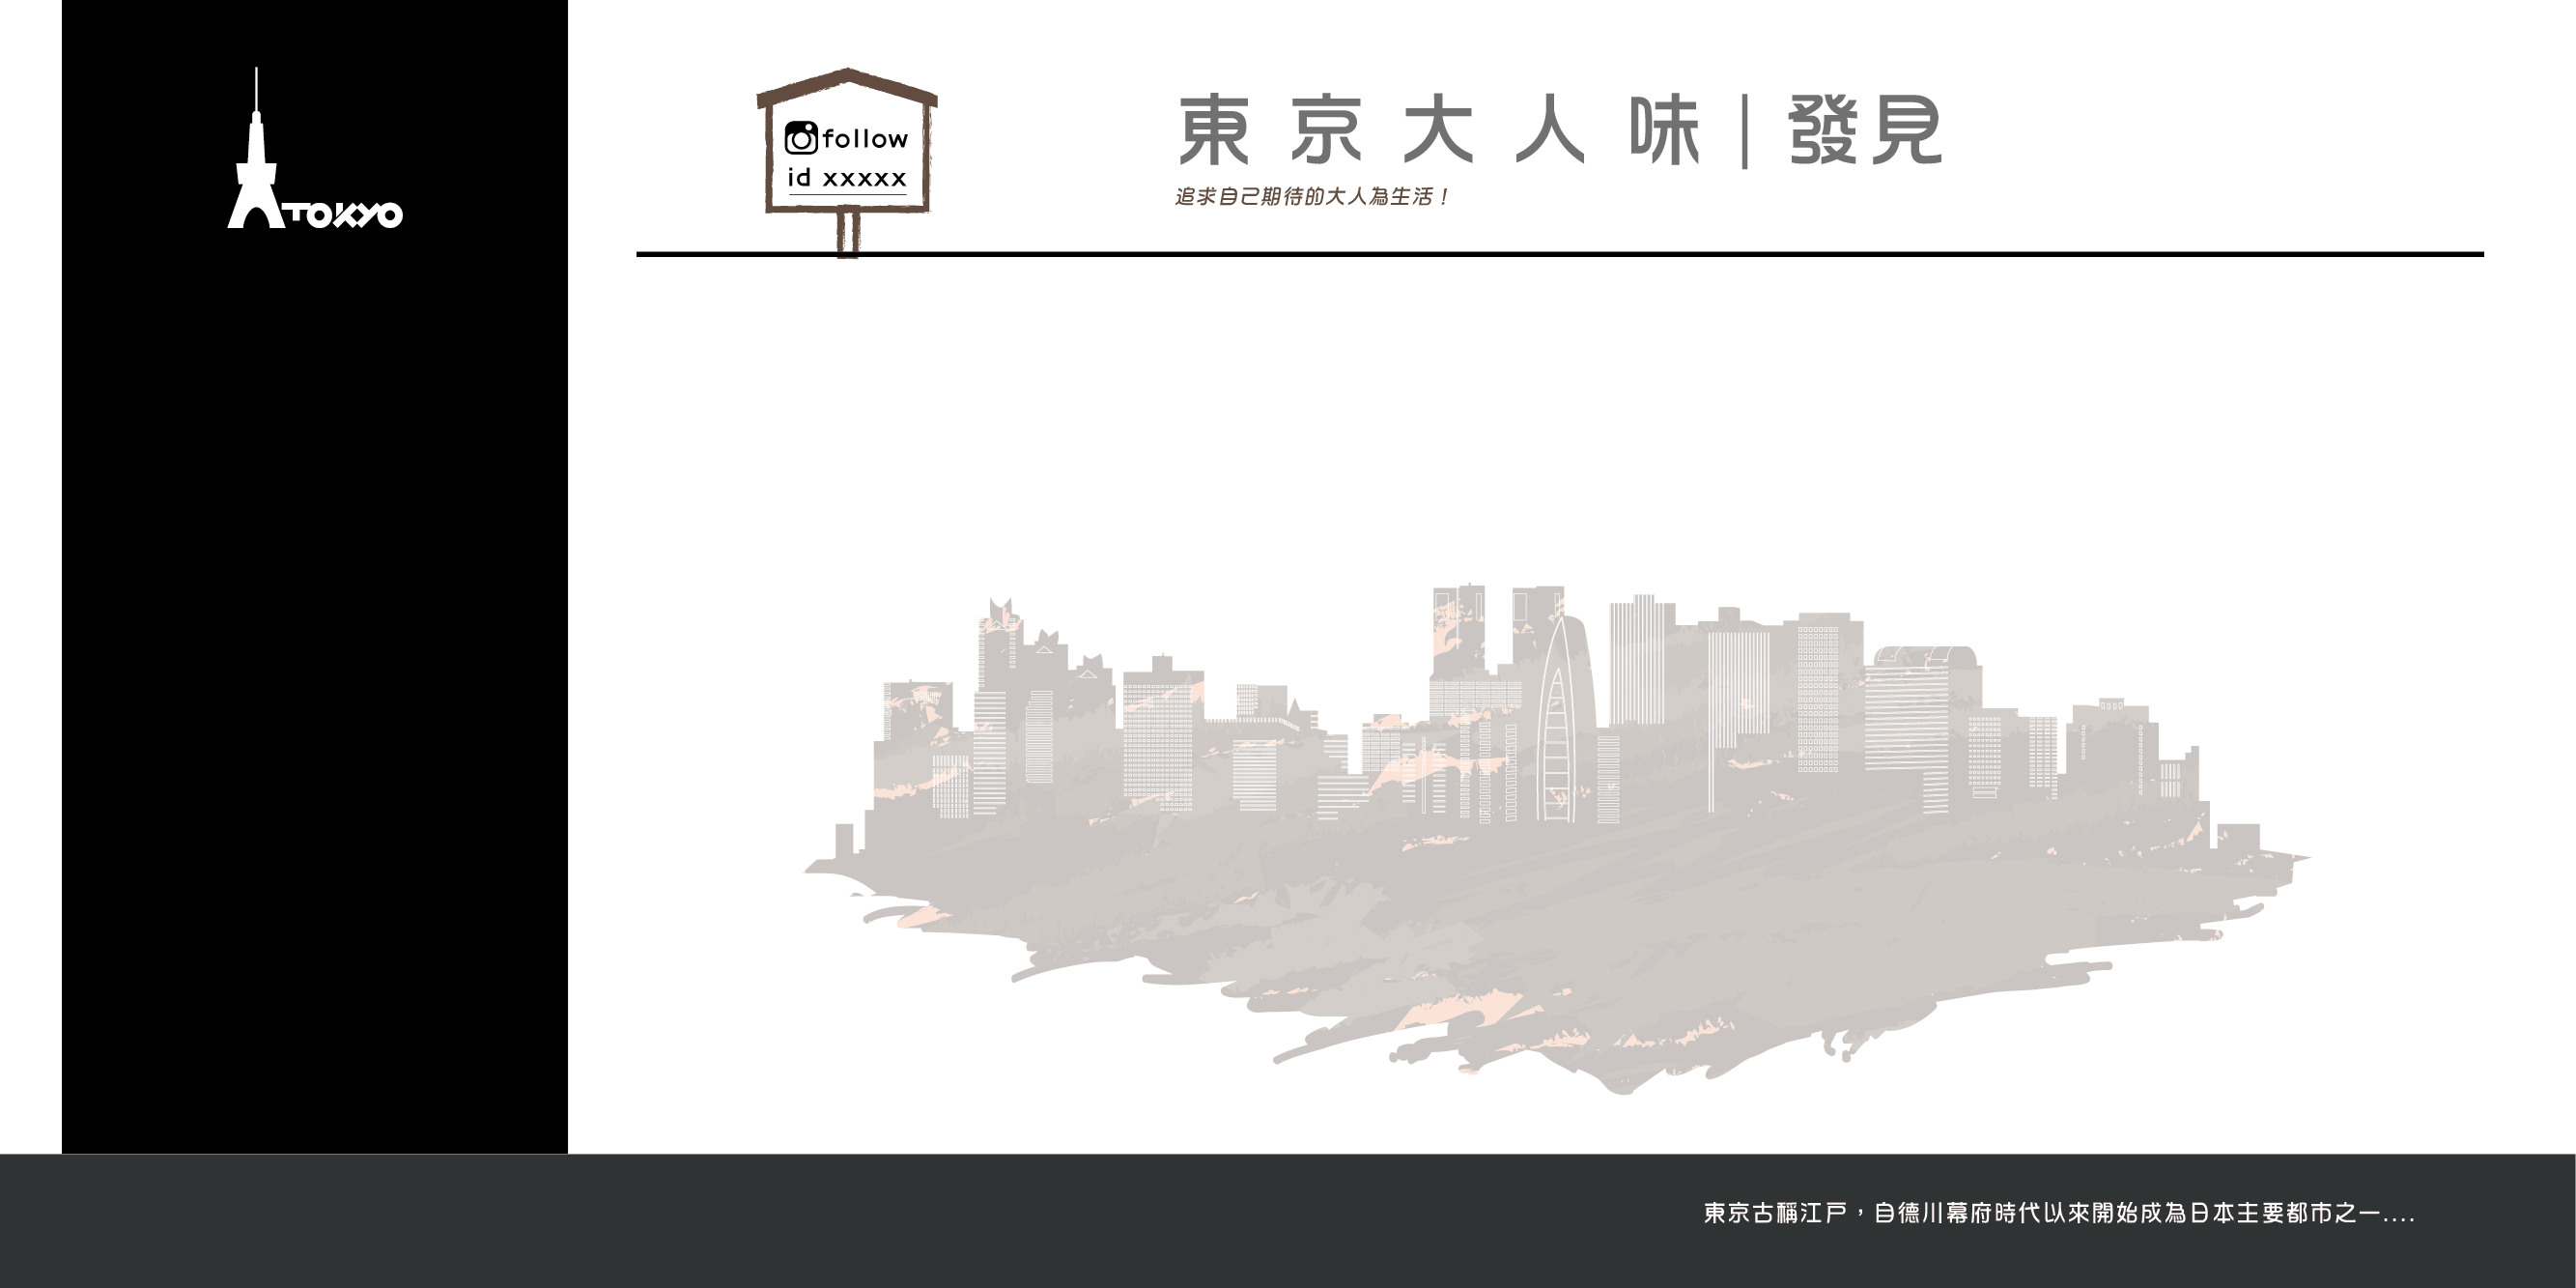 TOKYO
follow
id xxxxx
東京大人味|發見
追求自己期待的大人為生活!
東京古稱江戶,自德川幕府時代以來開始成為日本主要都市之一....